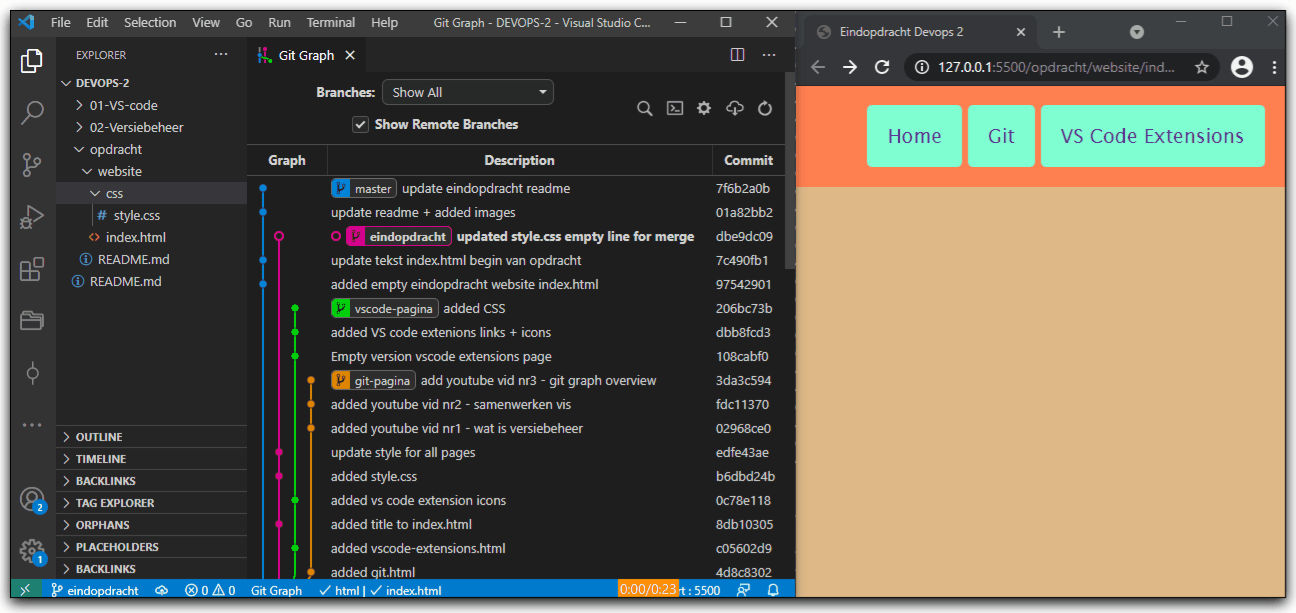 File Edit Selection View Go Run Terminal Help Git Graph - DEVOPS-2 - Visual Studio C...
EXPLORER
DEVOPS-2
01-VS-code
02-Versiebeheer
opdracht
website
css
# style.css
<> index.html
README.md
README.md
OUTLINE
TIMELINE
BACKLINKS
TAG EXPLORER
ORPHANS
PLACEHOLDERS
BACKLINKS
2
1
Git Graph
Branches: Show All
Show Remote Branches
Graph Description Commit
master update eindopdracht readme 7f6b2a0b
update readme + added images 01a82bb2
eindopdracht updated style.css empty line for merge dbe9dc09
update tekst index.html begin van opdracht 7c490fb1
added empty eindopdracht website index.html 97542901
vscode-pagina added CSS 206bc73b
added VS code extenions links + icons dbb8fcd3
Empty version vscode extensions page 108cabf0
git-pagina add youtube vid nr3 - git graph overview 3da3c594
added youtube vid nr2 - samenwerken vis fdc11370
added youtube vid nr1 - wat is versiebeheer 02968ce0
update style for all pages edfe43ae
added style.css b6dbd24b
added vs code extension icons 0c78e118
added title to index.html 8db10305
added vscode-extensions.html c05602d9
added git.html 4d8c8302
eindopdracht 0 0 Git Graph html | index.html 0:00/0:23 rt : 5500
Eindopdracht Devops 2
127.0.0.1:5500/opdracht/website/ind...
Home Git VS Code Extensions